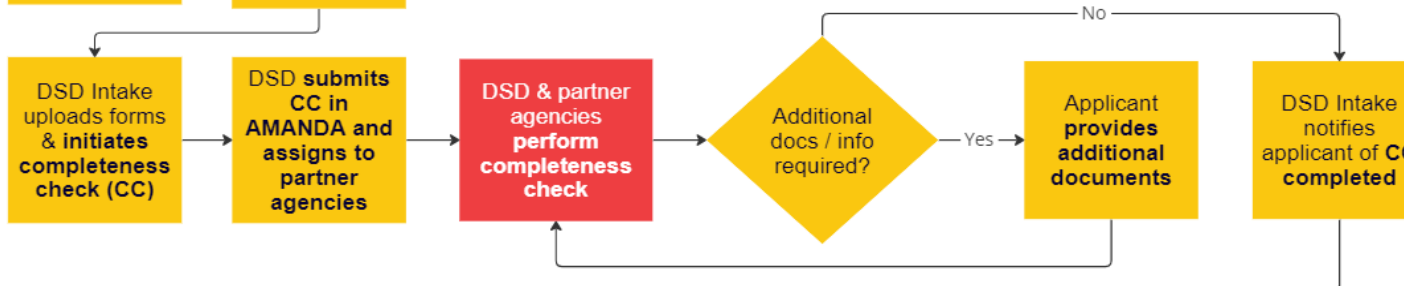 No
DSD Intake
uploads forms
& initiates
completeness
check (CC)
DSD submits
CC in
AMANDA and
assigns to
partner
agencies
DSD & partner
agencies
perform
completeness
check
Additional
docs / info
required?
Yes
Applicant
provides
additional
documents
DSD Intake
notifies
applicant of
completed